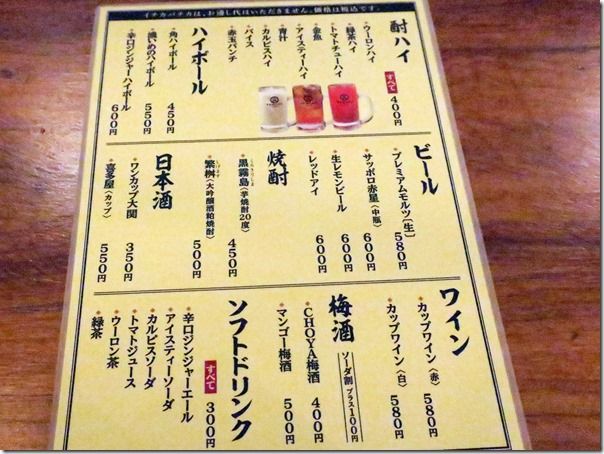 イチカバチカは、お通し代はいただきません。価格は税込です。
酎ハイ
すべて 400円
ウーロンハイ
緑茶ハイ
トマトチューハイ
金魚
アイスティーハイ
青汁
カルピスハイ
バイス
赤玉パンチ
ハイボール
角ハイボール 450円
濃いめのハイボール 550円
辛口ジンジャーハイボール 600円
ビール
プレミアムモルツ[生] 580円
サッポロ赤星(中瓶) 600円
生レモンビール 600円
レッドアイ 600円
焼酎
黒霧島(芋焼酎20度) 450円
繁桝(大吟醸酒粕焼酎) 500円
日本酒
ワンカップ大関 350円
喜多屋(カップ) 550円
ワイン
カップワイン(赤) 580円
カップワイン(白) 580円
梅酒
ソーダ割プラス100円
CHOYA梅酒 400円
マンゴー梅酒 500円
ソフトドリンク
すべて 300円
辛口ジンジャーエール
アイスティーソーダ
カルピスソーダ
トマトジュース
ウーロン茶
緑茶